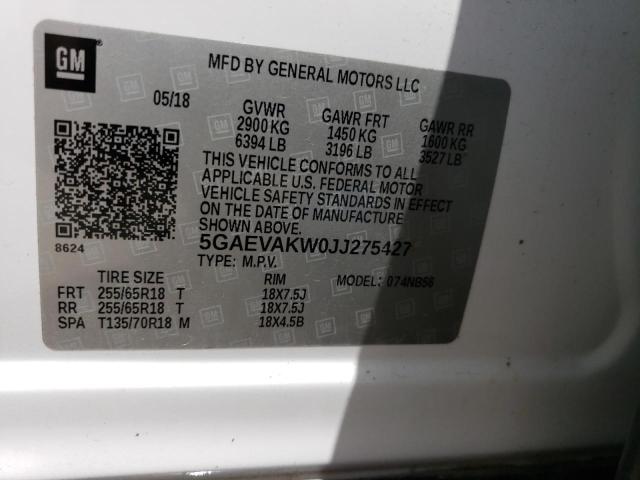 GM
MFD BY GENERAL MOTORS LLC
05/18 GVWR GAWR FRT GAWR RR
2900 KG 1450 KG 1600 KG
6394 LB 3196 LB 3527 LB
THIS VEHICLE CONFORMS TO ALL
APPLICABLE U.S. FEDERAL MOTOR
VEHICLE SAFETY STANDARDS IN EFFECT
ON THE DATE OF MANUFACTURE
SHOWN ABOVE.
8624
5GAEVAKW0JJ275427
TYPE: M.P.V.
TIRE SIZE RIM MODEL: 074NB56
FRT 255/65R18 T 18X7.5J
RR 255/65R18 T 18X7.5J
SPA T135/70R18 M 18X4.5B